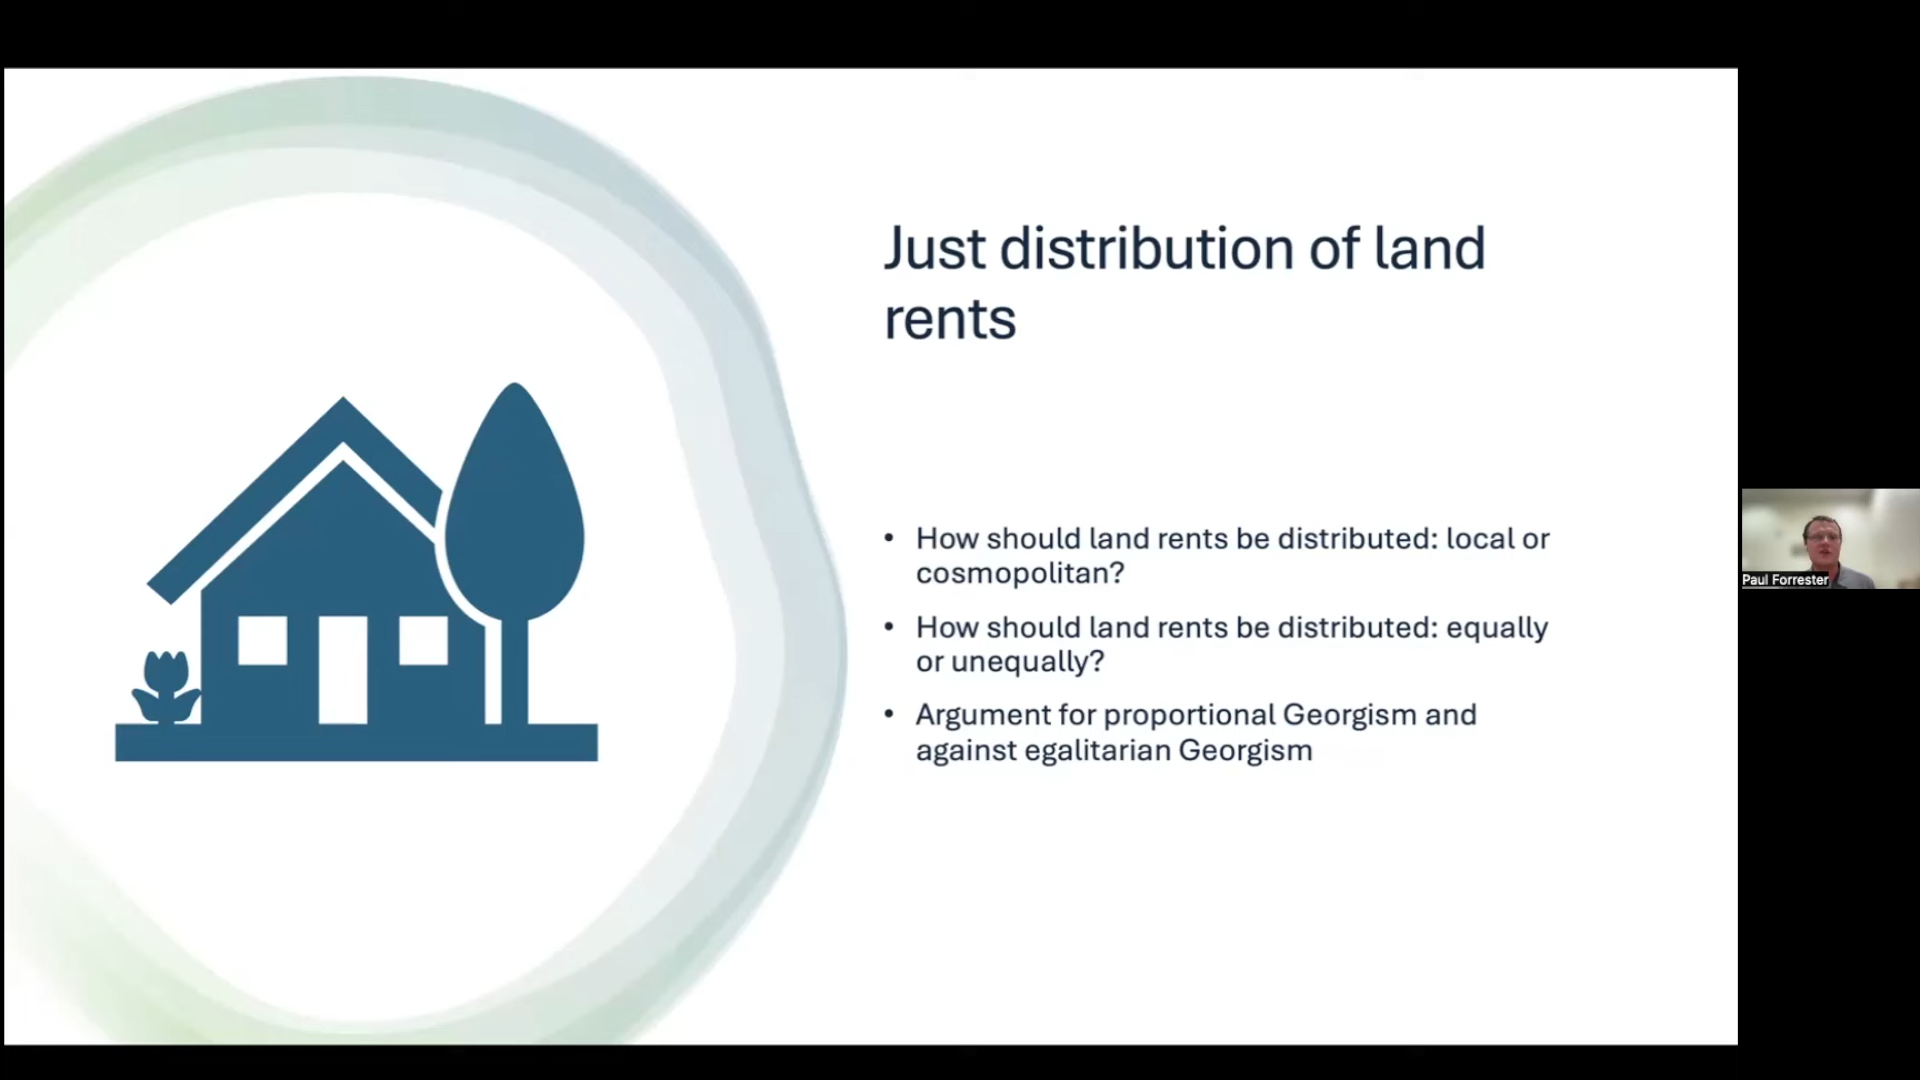 Just distribution of land
rents
• How should land rents be distributed: local or
cosmopolitan?
• How should land rents be distributed: equally
or unequally?
• Argument for proportional Georgism and
against egalitarian Georgism
Paul Forrester